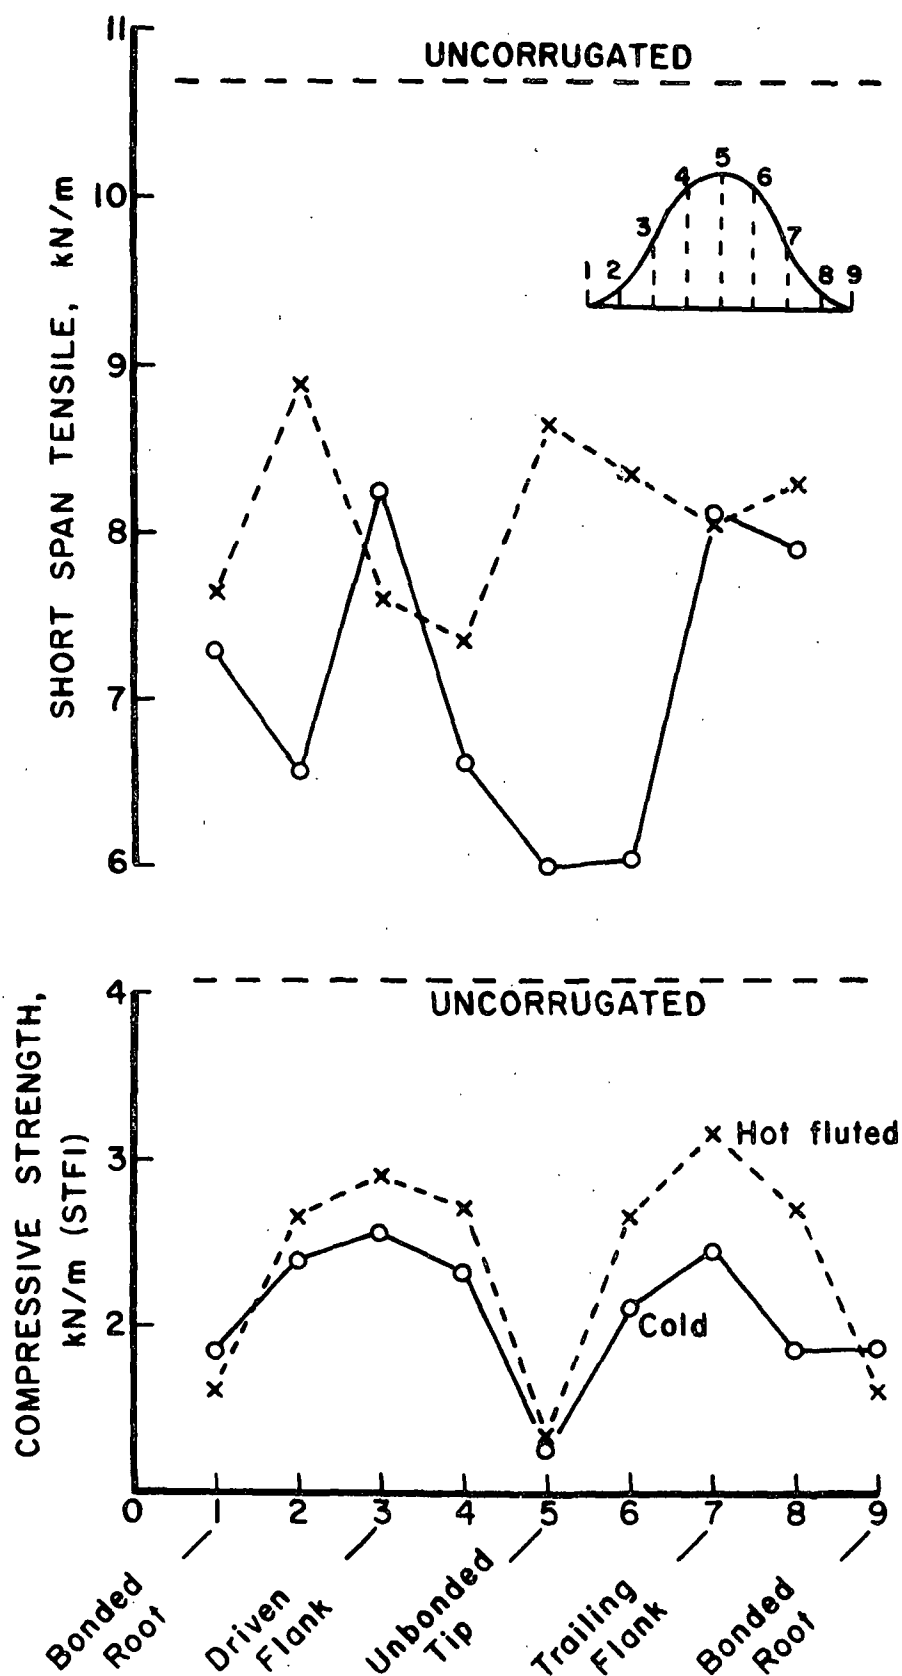 11
UNCORRUGATED
10
9
8
7
6
SHORT SPAN TENSILE, kN/m
1 2 3 4 5 6 7 8 9
4
UNCORRUGATED
3
2
COMPRESSIVE STRENGTH,
kN/m (STFI)
Hot fluted
Cold
0 1 2 3 4 5 6 7 8 9
Bonded
Root
Driven
Flank
Unbonded
Tip
Trailing
Flank
Bonded
Root